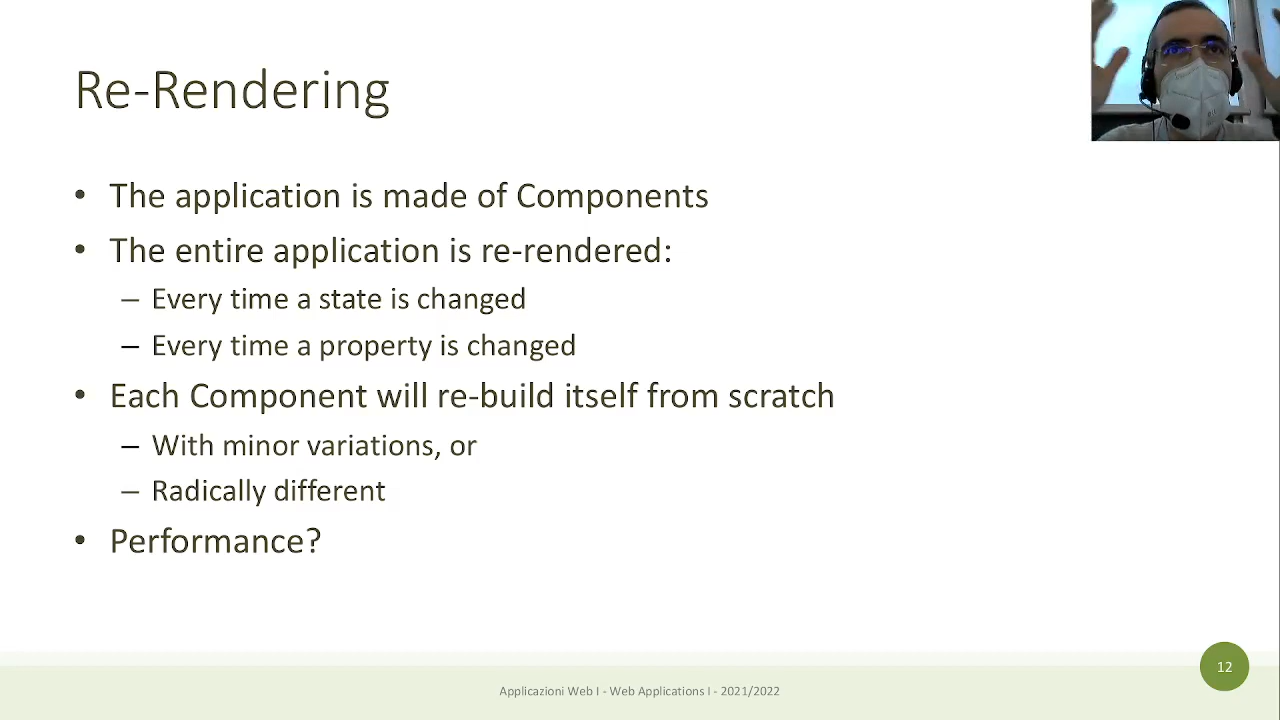 Re-Rendering
• The application is made of Components
• The entire application is re-rendered:
– Every time a state is changed
– Every time a property is changed
• Each Component will re-build itself from scratch
– With minor variations, or
– Radically different
• Performance?
12
Applicazioni Web I - Web Applications I - 2021/2022